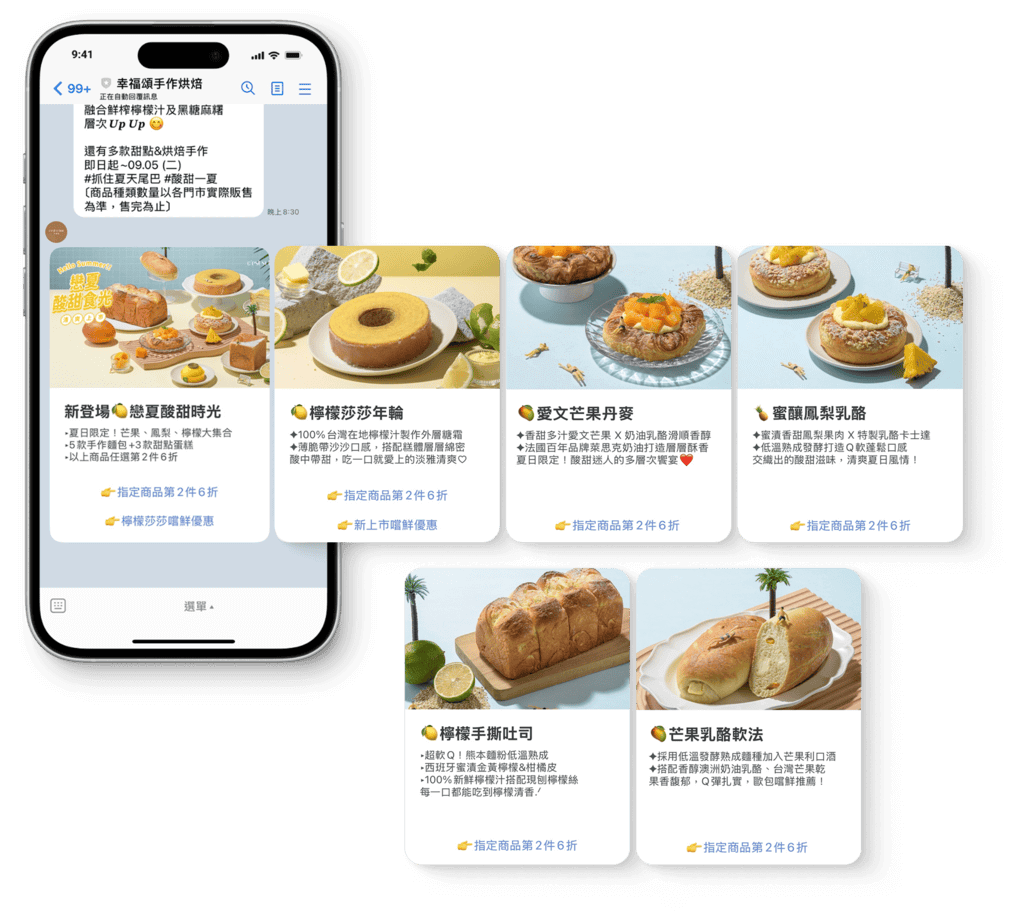 9:41
99+
幸福頌手作烘焙
正在自動回覆訊息
融合鮮榨檸檬汁及黑糖麻糬
層次Up Up 😋
還有多款甜點&烘焙手作
即日起~09.05 (二)
#抓住夏天尾巴 #酸甜一夏
〔商品種類數量以各門市實際販售
為準，售完為止〕
晚上8:30
Hello Summer!
戀夏
酸甜食光
新登場🍋戀夏酸甜時光
‣夏日限定！芒果、鳳梨、檸檬大集合
‣5款手作麵包+3款甜點蛋糕
‣以上商品任選第2件6折
👉指定商品第2件6折
👉檸檬莎莎嚐鮮優惠
🍋檸檬莎莎年輪
✦100%台灣在地檸檬汁製作外層糖霜
✦薄脆帶沙沙口感，搭配糕體層層綿密
酸中帶甜，吃一口就愛上的淡雅清爽♡
👉指定商品第2件6折
👉新上市嚐鮮優惠
🥭愛文芒果丹麥
✦香甜多汁愛文芒果 X 奶油乳酪滑順香醇
✦法國百年品牌萊思克奶油打造層層酥香
夏日限定！酸甜迷人的多層次饗宴❤️
👉指定商品第2件6折
🍍蜜釀鳳梨乳酪
✦蜜漬香甜鳳梨果肉 X 特製乳酪卡士達
✦低溫熟成發酵打造Q軟蓬鬆口感
交織出的酸甜滋味，清爽夏日風情！
👉指定商品第2件6折
選單▲
🍋檸檬手撕吐司
‣超軟Q！熊本麵粉低溫熟成
‣西班牙蜜漬金黃檸檬&柑橘皮
‣100%新鮮檸檬汁搭配現刨檸檬絲
每一口都能吃到檸檬清香.ᐟ
👉指定商品第2件6折
🥭芒果乳酪軟法
✦採用低溫發酵熟成麵種加入芒果利口酒
✦搭配香醇澳洲奶油乳酪、台灣芒果乾
果香馥郁，Q彈扎實，歐包嚐鮮推薦！
👉指定商品第2件6折